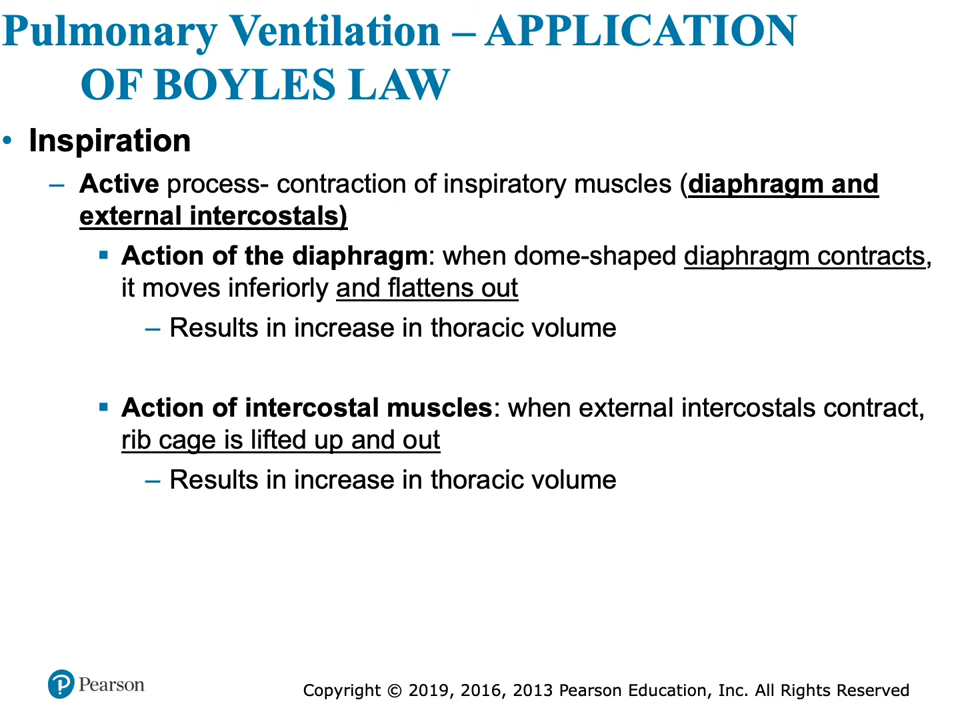 Pulmonary Ventilation – APPLICATION
OF BOYLES LAW
• Inspiration
– Active process- contraction of inspiratory muscles (diaphragm and
external intercostals)
▪ Action of the diaphragm: when dome-shaped diaphragm contracts,
it moves inferiorly and flattens out
– Results in increase in thoracic volume
▪ Action of intercostal muscles: when external intercostals contract,
rib cage is lifted up and out
– Results in increase in thoracic volume
P Pearson
Copyright © 2019, 2016, 2013 Pearson Education, Inc. All Rights Reserved